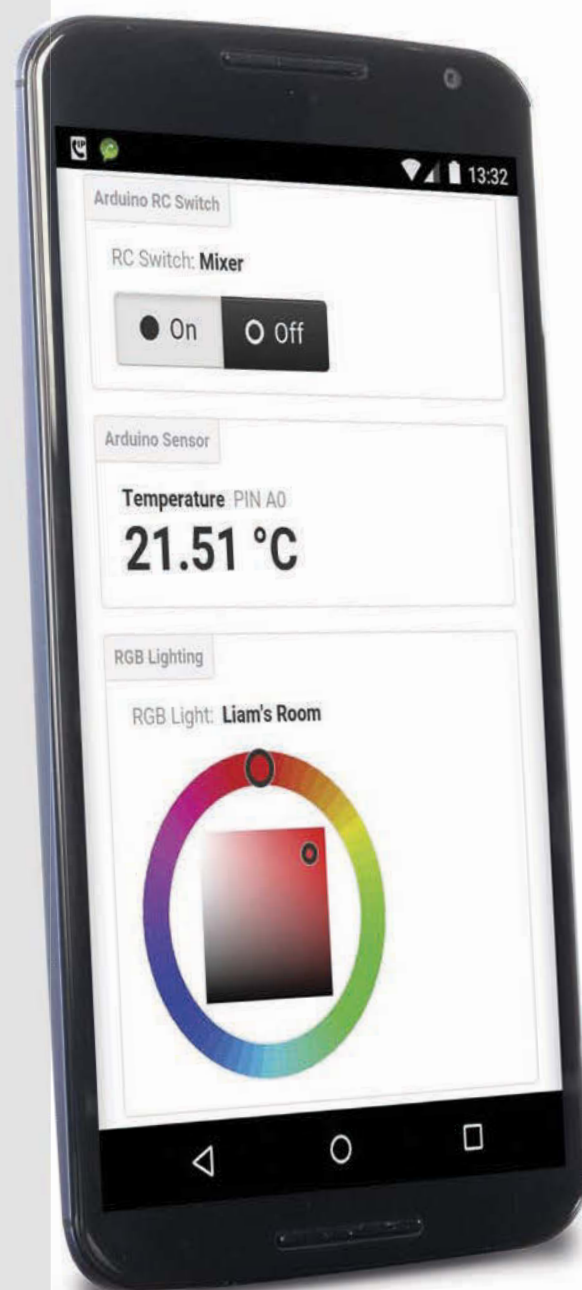 13:32
Arduino RC Switch
RC Switch: Mixer
On Off
Arduino Sensor
Temperature PIN A0
21.51 °C
RGB Lighting
RGB Light: Liam's Room